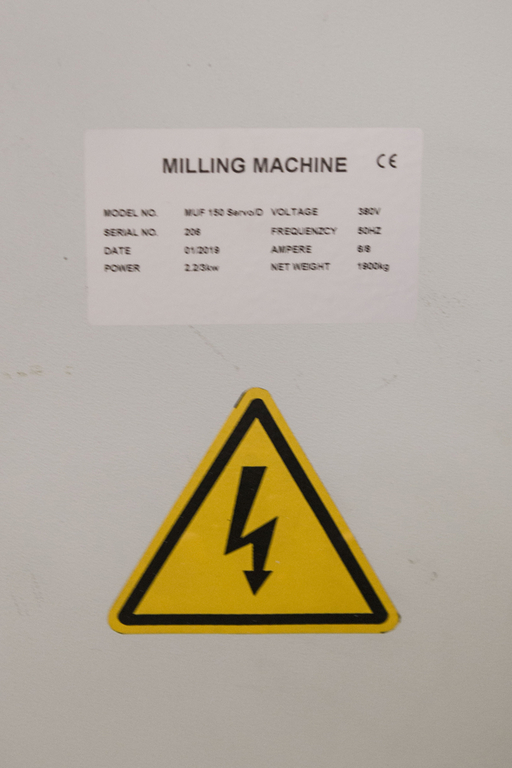 MILLING MACHINE CE
MODEL NO. MUF 150 Servo/D VOLTAGE 380V
SERIAL NO. 206 FREQUENZCY 50HZ
DATE 01/2019 AMPERE 6/8
POWER 2.2/3kw NET WEIGHT 1900kg